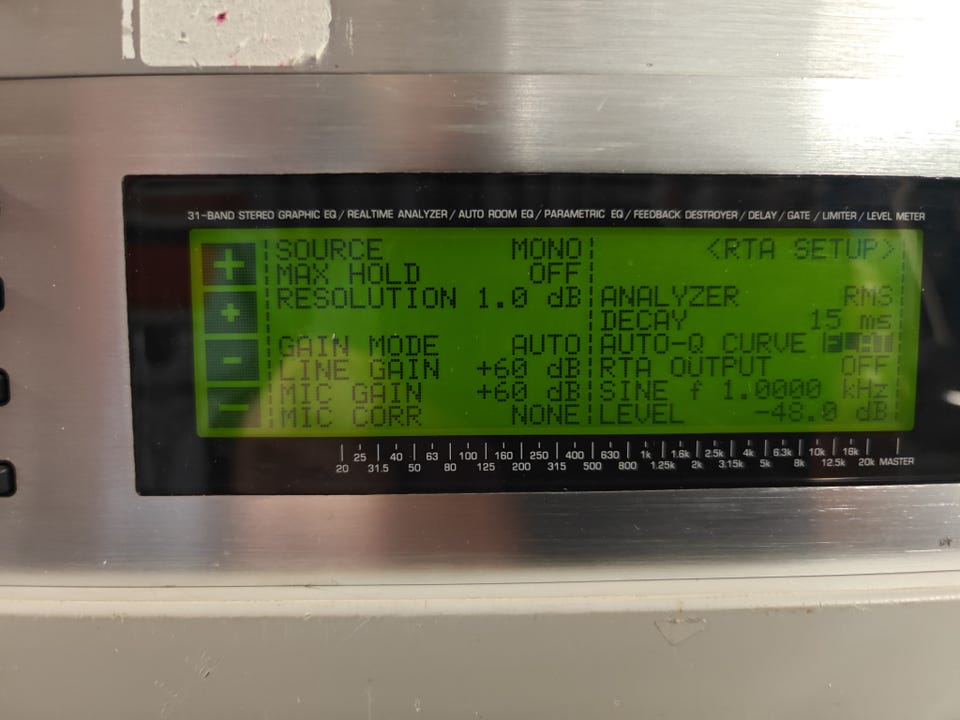 31-BAND STEREO GRAPHIC EQ / REALTIME ANALYZER / AUTO ROOM EQ / PARAMETRIC EQ / FEEDBACK DESTROYER / DELAY / GATE / LIMITER / LEVEL METER
<RTA SETUP>
SOURCE MONO
MAX HOLD OFF
RESOLUTION 1.0 dB
GAIN MODE AUTO
LINE GAIN +60 dB
MIC GAIN +60 dB
MIC CORR NONE
ANALYZER RMS
DECAY 15 ms
AUTO-Q CURVE
RTA OUTPUT OFF
SINE f 1.0000 kHz
LEVEL -48.0 dB
+
+
-
-
25 40 63 100 160 250 400 630 1k 1.6k 2.5k 4k 6.3k 10k 16k
20 31.5 50 80 125 200 315 500 800 1.25k 2k 3.15k 5k 8k 12.5k 20k MASTER